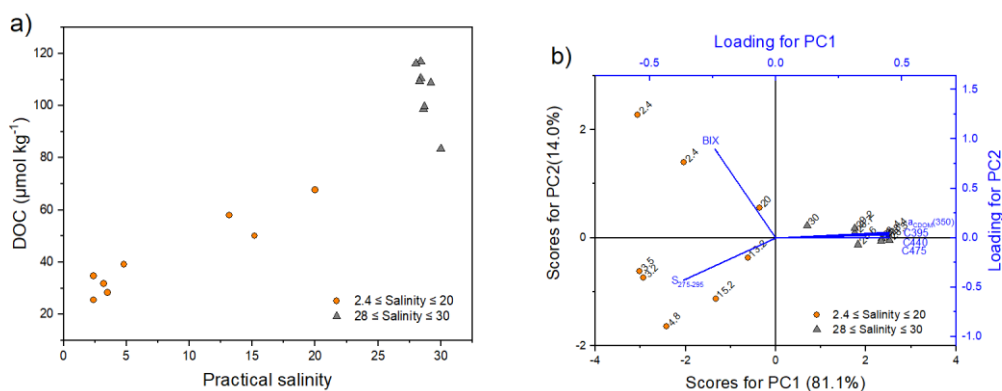 a)
DOC (μmol kg⁻¹)
120
100
80
60
40
20
2.4 ≤ Salinity ≤ 20
28 ≤ Salinity ≤ 30
0
5
10
15
20
25
30
Practical salinity
b)
Loading for PC1
-0.5
0.0
0.5
Scores for PC2(14.0%)
2
0
-2
2.4
2.4
BIX
20
30
a_CDOM(350)
C395
C440
C475
13.2
3.5
3.2
S_275-295
15.2
4.8
2.4 ≤ Salinity ≤ 20
28 ≤ Salinity ≤ 30
1.5
1.0
0.5
0.0
-0.5
-1.0
Loading for PC2
-4
-2
0
2
4
Scores for PC1 (81.1%)